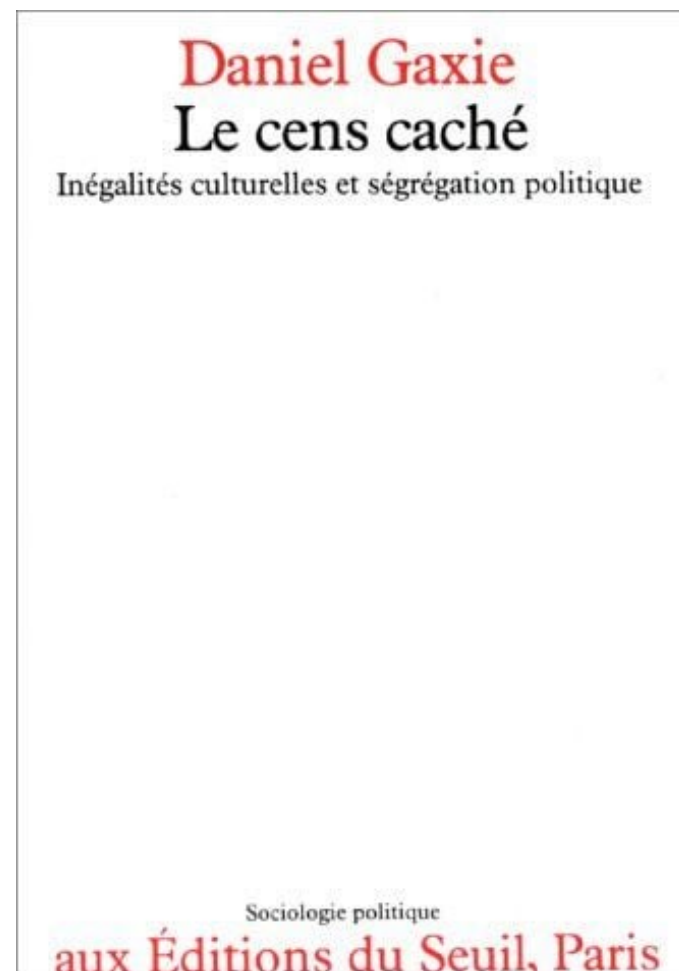 Daniel Gaxie
Le cens caché
Inégalités culturelles et ségrégation politique
Sociologie politique
aux Éditions du Seuil, Paris